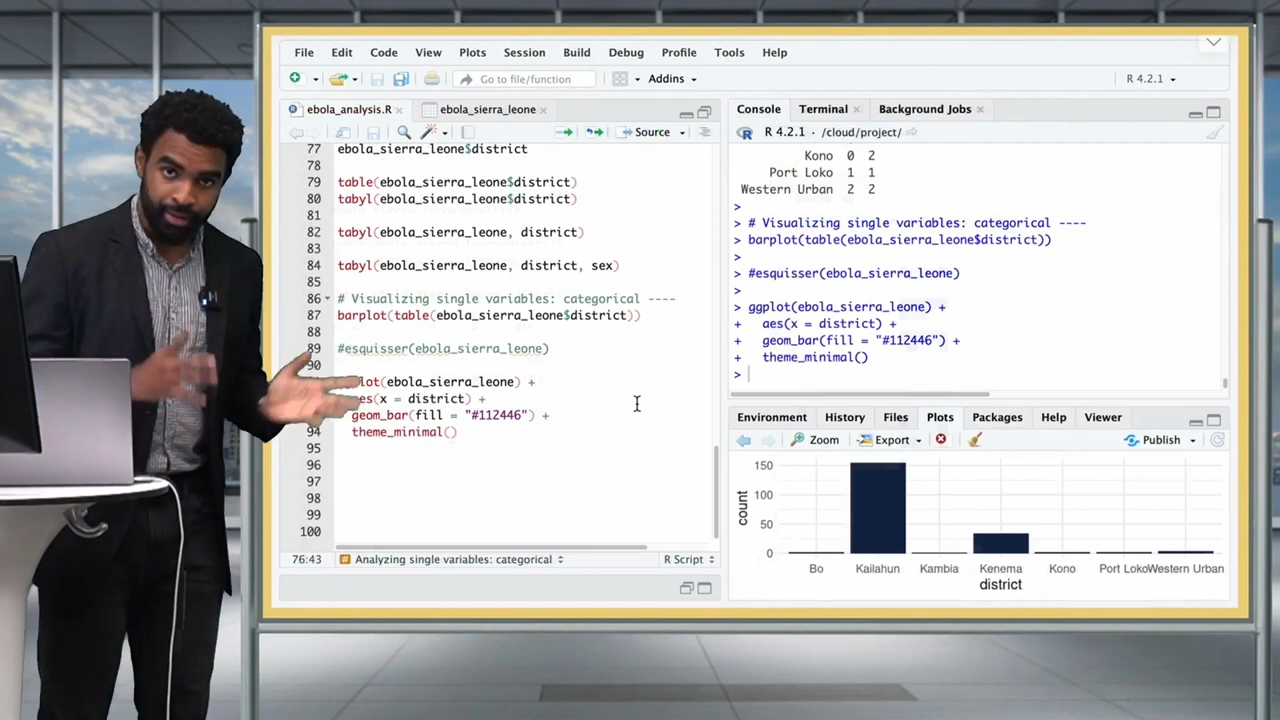 File Edit Code View Plots Session Build Debug Profile Tools Help
Go to file/function Addins R 4.2.1
ebola_analysis.R ebola_sierra_leone
Source
77 ebola_sierra_leone$district
78
79 table(ebola_sierra_leone$district)
80 tabyl(ebola_sierra_leone$district)
81
82 tabyl(ebola_sierra_leone, district)
83
84 tabyl(ebola_sierra_leone, district, sex)
85
86 # Visualizing single variables: categorical ----
87 barplot(table(ebola_sierra_leone$district))
88
89 #esquisser(ebola_sierra_leone)
90
lot(ebola_sierra_leone) +
es(x = district) +
geom_bar(fill = "#112446") +
94 theme_minimal()
95
96
97
98
99
100
76:43 Analyzing single variables: categorical R Script
Console Terminal Background Jobs
R 4.2.1 · /cloud/project/
Kono 0 2
Port Loko 1 1
Western Urban 2 2
>
> # Visualizing single variables: categorical ----
> barplot(table(ebola_sierra_leone$district))
>
> #esquisser(ebola_sierra_leone)
>
> ggplot(ebola_sierra_leone) +
+ aes(x = district) +
+ geom_bar(fill = "#112446") +
+ theme_minimal()
>
Environment History Files Plots Packages Help Viewer
Zoom Export Publish
150
100
50
0
count
Bo Kailahun Kambia Kenema Kono Port Loko Western Urban
district